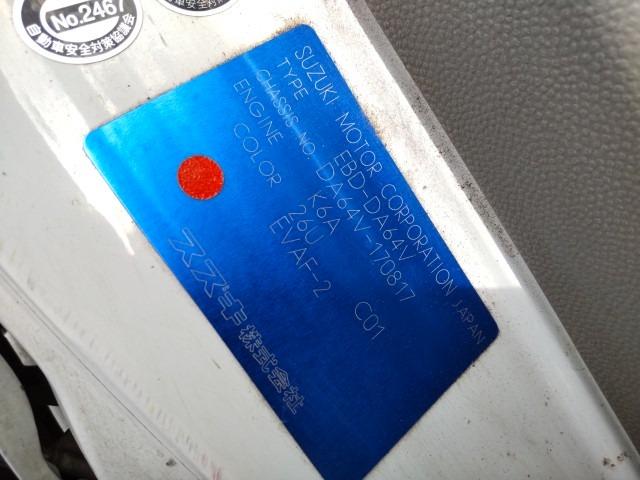 No.2467
自動車安全対策協議会
SUZUKI MOTOR CORPORATION JAPAN
TYPE EBD-DA64V
CHASSIS NO. DA64V-170817
ENGINE K6A
COLOR 26U C01
EVAF-2
スズキ株式会社